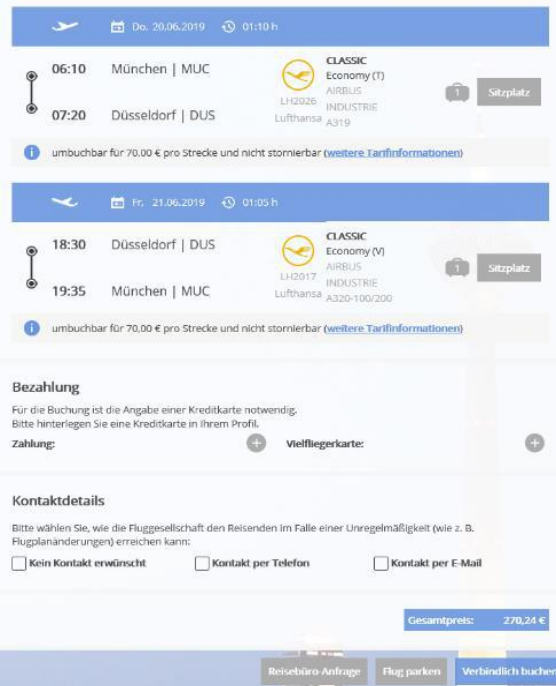 Do. 20.06.2019 01:10 h
06:10 München | MUC
07:20 Düsseldorf | DUS
LH2026
Lufthansa
CLASSIC
Economy (T)
AIRBUS
INDUSTRIE
A319
1
Sitzplatz
umbuchbar für 70,00 € pro Strecke und nicht stornierbar (weitere Tarifinformationen)
Fr. 21.06.2019 01:05 h
18:30 Düsseldorf | DUS
19:35 München | MUC
LH2017
Lufthansa
CLASSIC
Economy (V)
AIRBUS
INDUSTRIE
A320-100/200
1
Sitzplatz
umbuchbar für 70,00 € pro Strecke und nicht stornierbar (weitere Tarifinformationen)
Bezahlung
Für die Buchung ist die Angabe einer Kreditkarte notwendig.
Bitte hinterlegen Sie eine Kreditkarte in Ihrem Profil.
Zahlung: Vielfliegerkarte:
Kontaktdetails
Bitte wählen Sie, wie die Fluggesellschaft den Reisenden im Falle einer Unregelmäßigkeit (wie z. B.
Flugplanänderungen) erreichen kann:
Kein Kontakt erwünscht Kontakt per Telefon Kontakt per E-Mail
Gesamtpreis: 270,24 €
Reisebüro-Anfrage Flug parken Verbindlich buchen